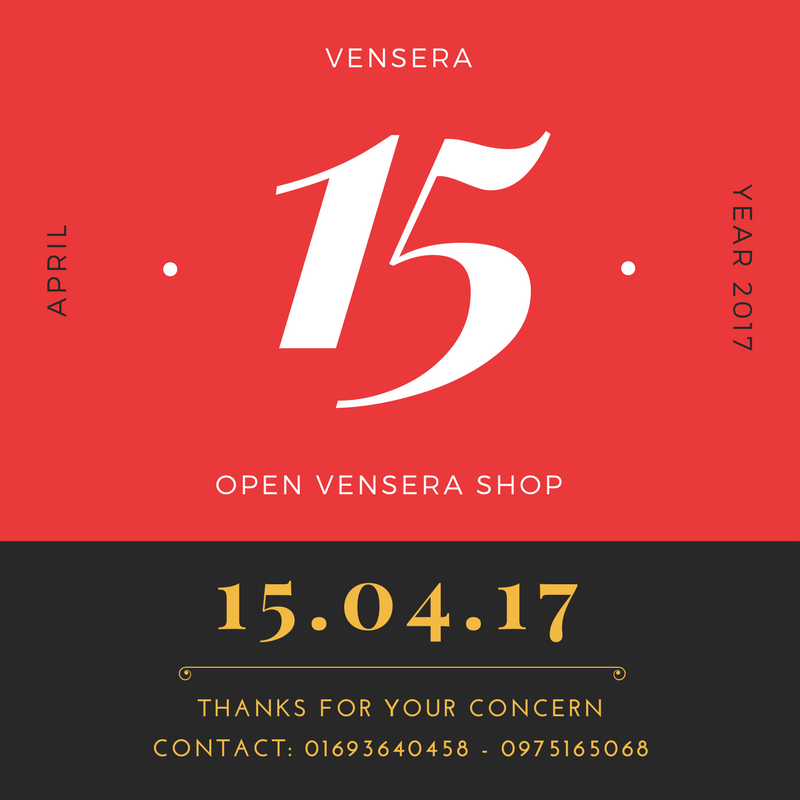 VENSERA
APRIL
15
YEAR 2017
OPEN VENSERA SHOP
15.04.17
THANKS FOR YOUR CONCERN
CONTACT: 01693640458 - 0975165068